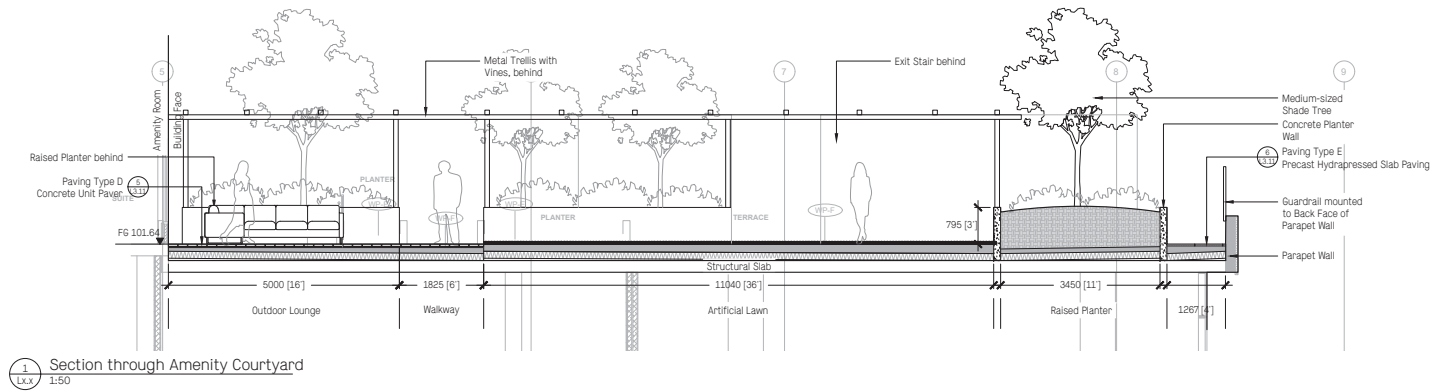 Metal Trellis with
Vines, behind
Exit Stair behind
5
7
8
9
Amenity Room
Building Face
Medium-sized
Shade Tree
Concrete Planter
Wall
Raised Planter behind
6
L3.11
Paving Type E
Precast Hydrapressed Slab Paving
Paving Type D
Concrete Unit Paver
5
L3.11
SUITE
PLANTER
WP-F
WP-F
WP-F
PLANTER
TERRACE
WP-F
795 [3']
Guardrail mounted
to Back Face of
Parapet Wall
FG 101.64
Parapet Wall
Structural Slab
5000 [16']
1825 [6']
11040 [36']
3450 [11']
1267 [4']
Outdoor Lounge
Walkway
Artificial Lawn
Raised Planter
1
Lx.x
Section through Amenity Courtyard
1:50